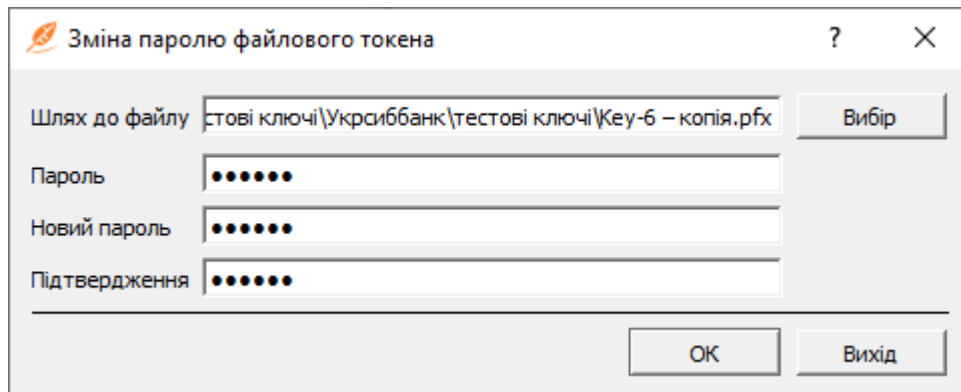 Зміна паролю файлового токена ?
Шлях до файлу стові ключі\Укрсиббанк\тестові ключі\Key-6 – копія.pfx Вибір
Пароль ●●●●●●
Новий пароль ●●●●●●
Підтвердження ●●●●●●
ОК Вихід